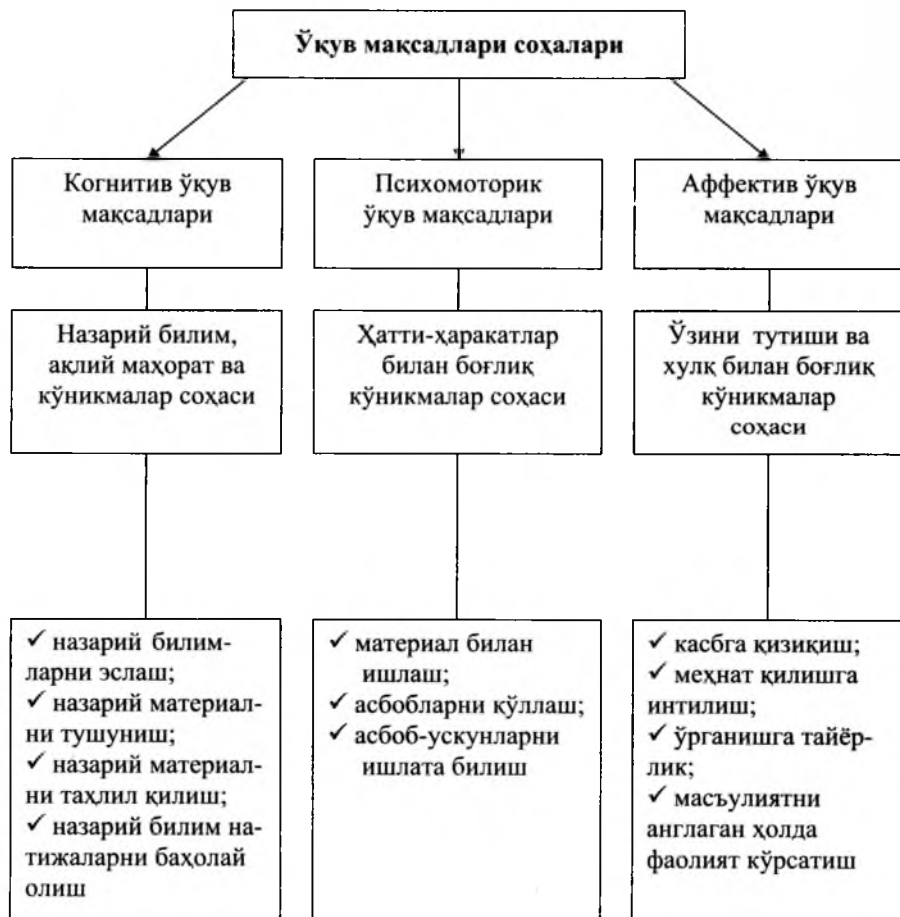 Ўқув мақсадлари соҳалари
Когнитив ўқув
мақсадлари
Психомоторик
ўқув мақсадлари
Аффектив ўқув
мақсадлари
Назарий билим,
ақлий маҳорат ва
кўникмалар соҳаси
Ҳатти-ҳаракатлар
билан боғлиқ
кўникмалар соҳаси
Ўзини тутиши ва
хулқ билан боғлиқ
кўникмалар
соҳаси
✓ назарий билим-
ларни эслаш;
✓ назарий материал-
ни тушуниш;
✓ назарий материал-
ни таҳлил қилиш;
✓ назарий билим на-
тижаларни баҳолай
олиш
✓ материал билан
ишлаш;
✓ асбобларни қўллаш;
✓ асбоб-ускунларни
ишлата билиш
✓ касбга қизиқиш;
✓ меҳнат қилишга
интилиш;
✓ ўрганишга тайёр-
лик;
✓ масъулиятни
англаган ҳолда
фаолият кўрсатиш